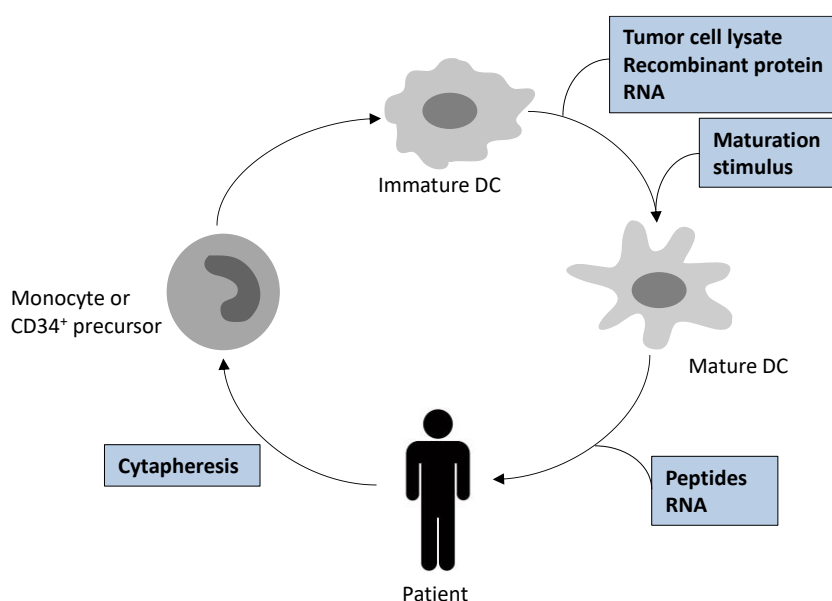 Tumor cell lysate
Recombinant protein
RNA
Maturation
stimulus
Immature DC
Monocyte or
CD34⁺ precursor
Mature DC
Cytapheresis
Peptides
RNA
Patient